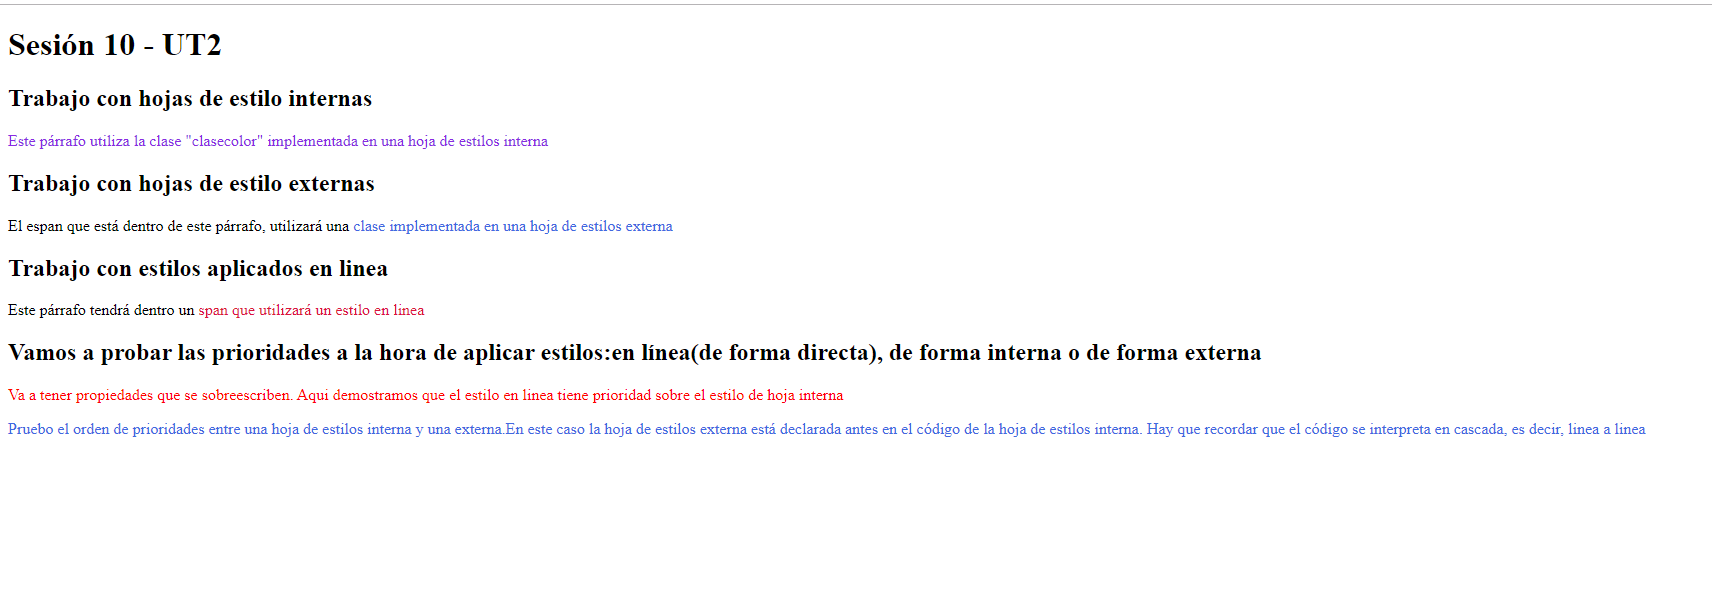 Sesión 10 - UT2
Trabajo con hojas de estilo internas
Este párrafo utiliza la clase "clasecolor" implementada en una hoja de estilos interna
Trabajo con hojas de estilo externas
El espan que está dentro de este párrafo, utilizará una clase implementada en una hoja de estilos externa
Trabajo con estilos aplicados en linea
Este párrafo tendrá dentro un span que utilizará un estilo en linea
Vamos a probar las prioridades a la hora de aplicar estilos:en línea(de forma directa), de forma interna o de forma externa
Va a tener propiedades que se sobreescriben. Aqui demostramos que el estilo en linea tiene prioridad sobre el estilo de hoja interna
Pruebo el orden de prioridades entre una hoja de estilos interna y una externa.En este caso la hoja de estilos externa está declarada antes en el código de la hoja de estilos interna. Hay que recordar que el código se interpreta en cascada, es decir, linea a linea